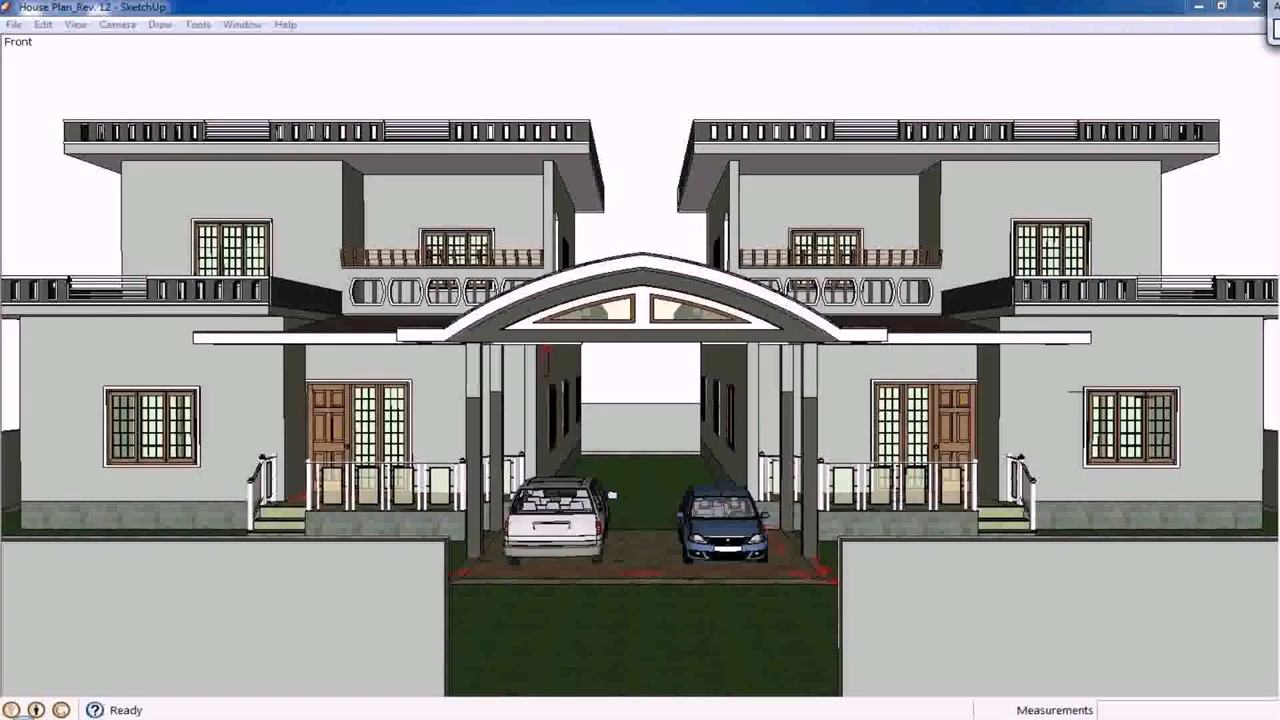 House Plan_Rev. 12 - SketchUp
File Edit View Camera Draw Tools Window Help
Front
Ready
Measurements